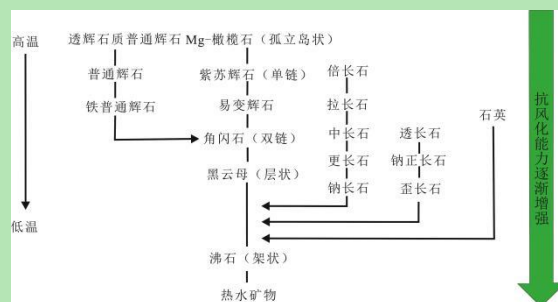 高温
透辉石质普通辉石 Mg-橄榄石（孤立岛状）
普通辉石
紫苏辉石（单链）
倍长石
铁普通辉石
易变辉石
拉长石
石英
角闪石（双链）
中长石
透长石
黑云母（层状）
更长石
钠正长石
钠长石
歪长石
低温
沸石（架状）
热水矿物
抗风化能力逐渐增强